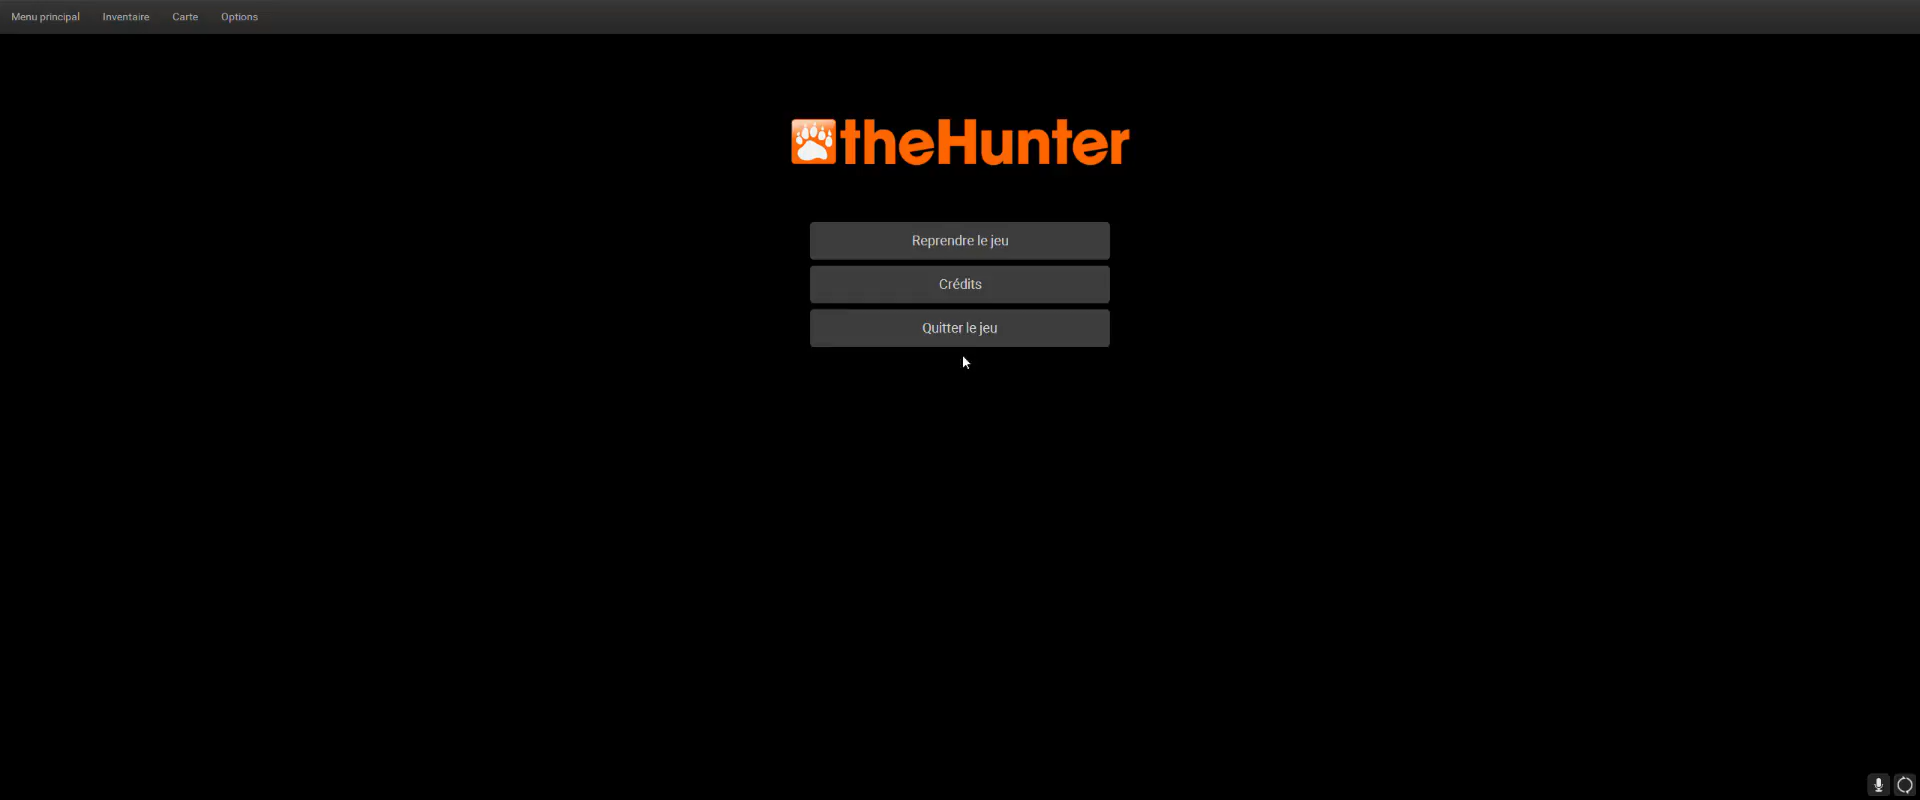 Menu principal Inventaire Carte Options
theHunter
Reprendre le jeu
Crédits
Quitter le jeu